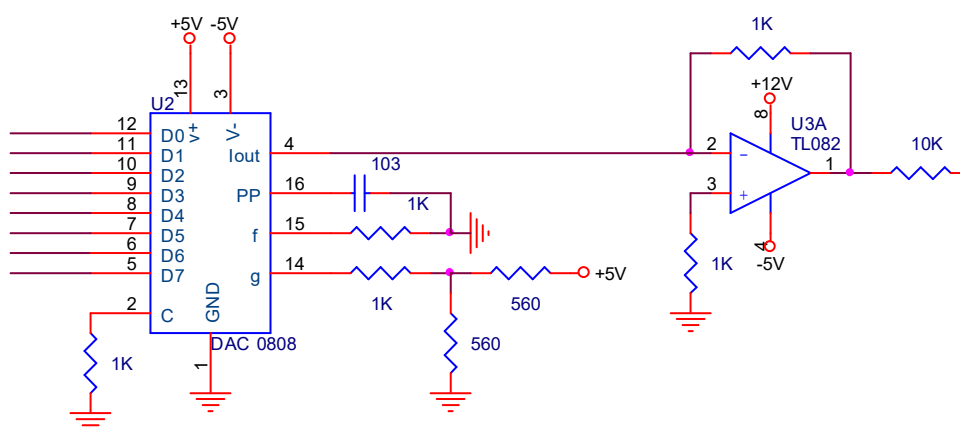 1K
+5V -5V
+12V
13
3
8
U2
U3A
TL082
12 D0
v+
V-
11 D1
Iout 4
2
−
1
10K
10 D2
103
9 D3
PP 16
3
+
8 D4
1K
7 D5
f 15
6 D6
4
-5V
5 D7
g 14
+5V
1K
1K
560
2 C
GND
DAC 0808
560
1K
1